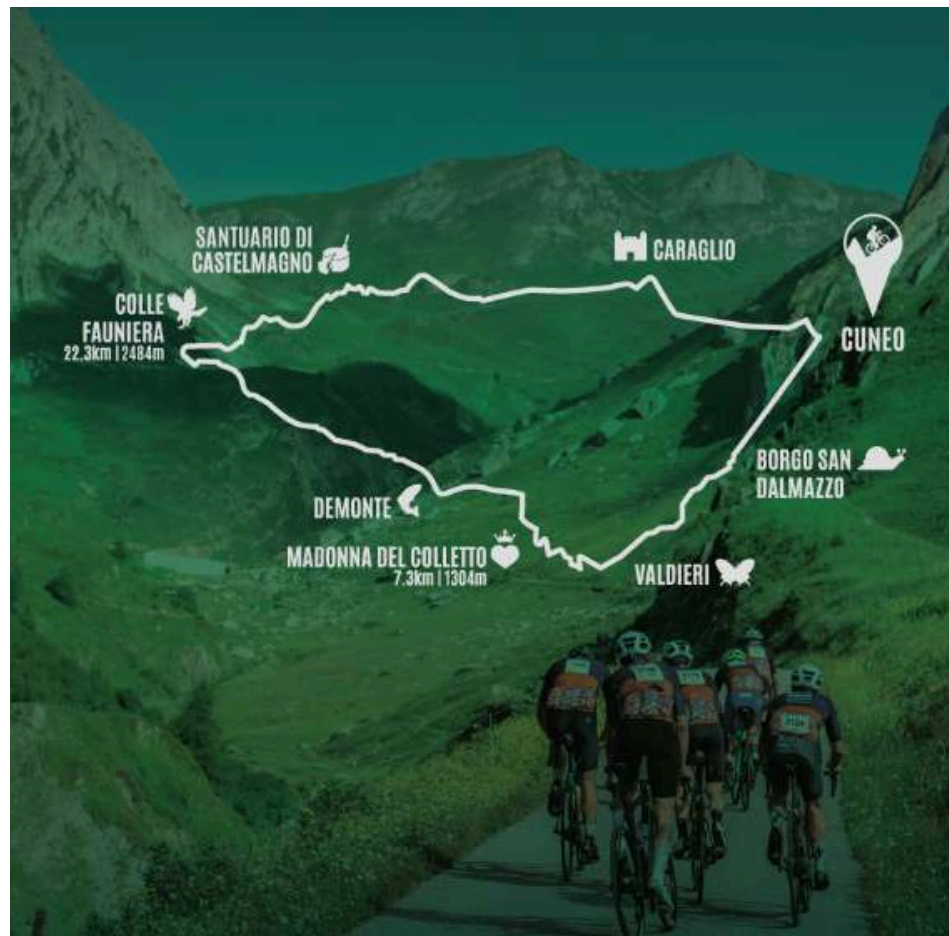 SANTUARIO DI
CASTELMAGNO
CARAGLIO
COLLE
FAUNIERA
22,3km | 2484m
CUNEO
BORGO SAN
DALMAZZO
DEMONTE
MADONNA DEL COLLETTO
7.3km | 1304m
VALDIERI